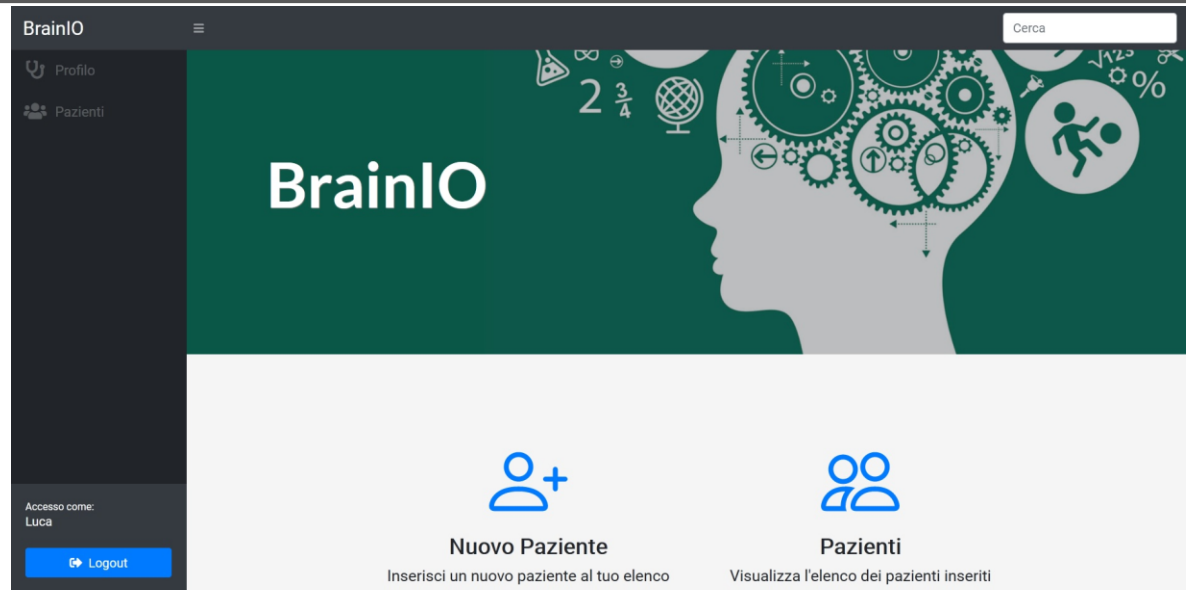 BrainIO
Cerca
Profilo
Pazienti
2 3/4
√123
%
BrainIO
Nuovo Paziente
Inserisci un nuovo paziente al tuo elenco
Pazienti
Visualizza l'elenco dei pazienti inseriti
Accesso come:
Luca
Logout